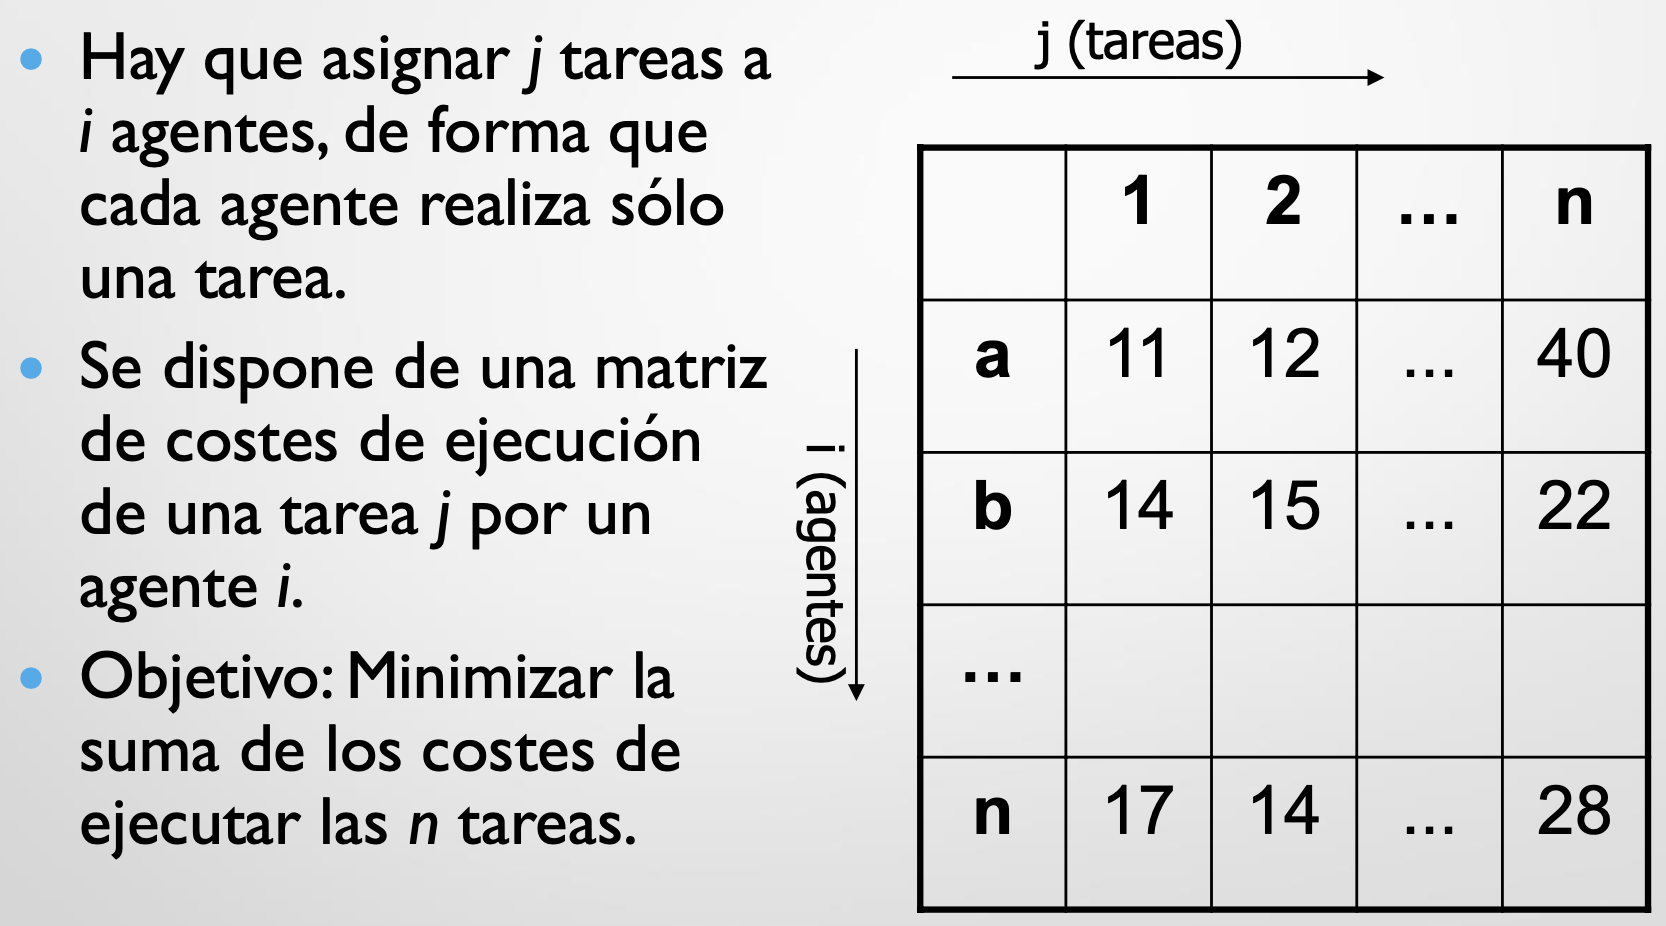 • Hay que asignar j tareas a
i agentes, de forma que
cada agente realiza sólo
una tarea.
• Se dispone de una matriz
de costes de ejecución
de una tarea j por un
agente i.
• Objetivo: Minimizar la
suma de los costes de
ejecutar las n tareas.
j (tareas)
i (agentes)
1 2 ... n
a 11 12 ... 40
b 14 15 ... 22
...
n 17 14 ... 28